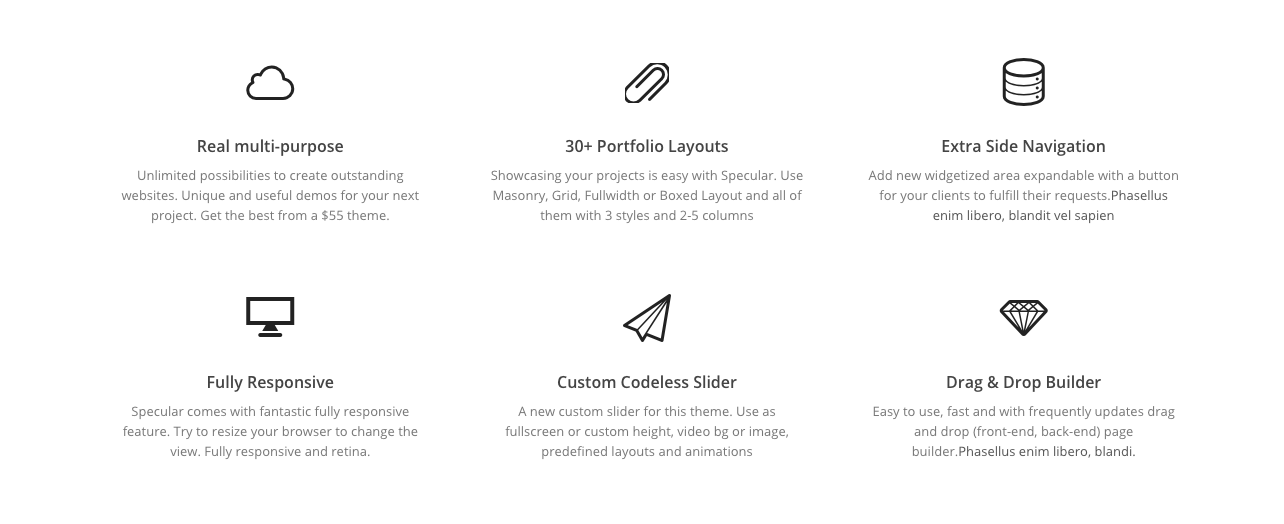 Real multi-purpose
Unlimited possibilities to create outstanding
websites. Unique and useful demos for your next
project. Get the best from a $55 theme.
30+ Portfolio Layouts
Showcasing your projects is easy with Specular. Use
Masonry, Grid, Fullwidth or Boxed Layout and all of
them with 3 styles and 2-5 columns
Extra Side Navigation
Add new widgetized area expandable with a button
for your clients to fulfill their requests.Phasellus
enim libero, blandit vel sapien
Fully Responsive
Specular comes with fantastic fully responsive
feature. Try to resize your browser to change the
view. Fully responsive and retina.
Custom Codeless Slider
A new custom slider for this theme. Use as
fullscreen or custom height, video bg or image,
predefined layouts and animations
Drag & Drop Builder
Easy to use, fast and with frequently updates drag
and drop (front-end, back-end) page
builder.Phasellus enim libero, blandi.